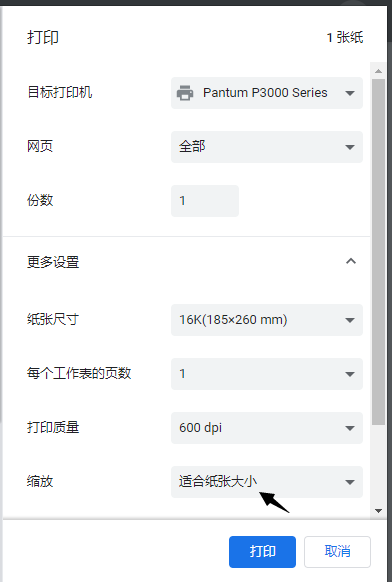 打印
1 张纸
目标打印机
Pantum P3000 Series
网页
全部
份数
1
更多设置
纸张尺寸
16K(185×260 mm)
每个工作表的页数
1
打印质量
600 dpi
缩放
适合纸张大小
打印
取消